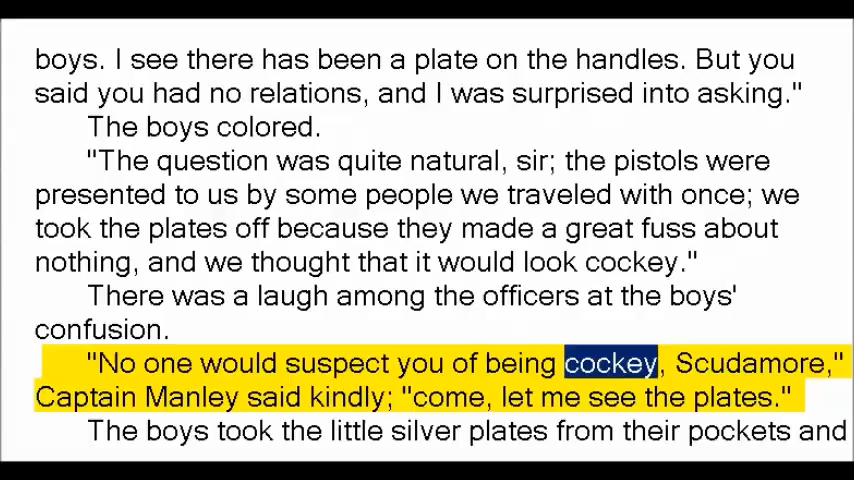 boys. I see there has been a plate on the handles. But you
said you had no relations, and I was surprised into asking."
The boys colored.
"The question was quite natural, sir; the pistols were
presented to us by some people we traveled with once; we
took the plates off because they made a great fuss about
nothing, and we thought that it would look cockey."
There was a laugh among the officers at the boys'
confusion.
"No one would suspect you of being cockey, Scudamore,"
Captain Manley said kindly; "come, let me see the plates."
The boys took the little silver plates from their pockets and